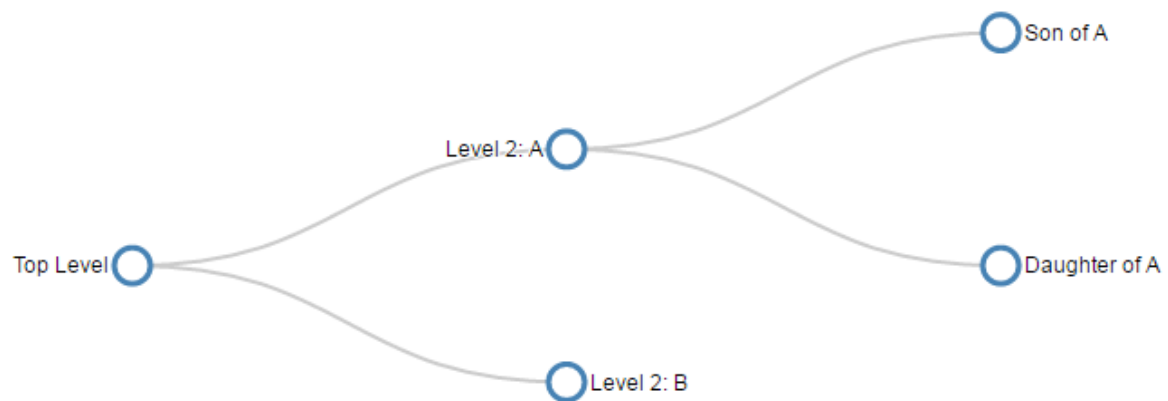 Son of A
Level 2: A
Top Level
Daughter of A
Level 2: B